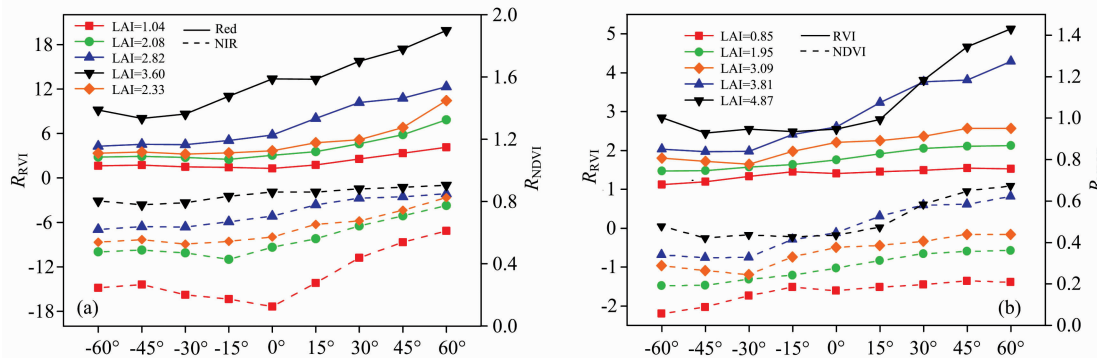 LAI=1.04
LAI=2.08
LAI=2.82
LAI=3.60
LAI=2.33
Red
NIR
18
12
6
0
-6
-12
-18
R_RVI
2.0
1.6
1.2
0.8
0.4
0.0
R_NDVI
(a)
-60° -45° -30° -15° 0° 15° 30° 45° 60°
LAI=0.85
LAI=1.95
LAI=3.09
LAI=3.81
LAI=4.87
RVI
NDVI
5
4
3
2
1
0
-1
-2
R_RVI
1.4
1.2
1.0
0.8
0.6
0.4
0.2
0.0
(b)
-60° -45° -30° -15° 0° 15° 30° 45° 60°